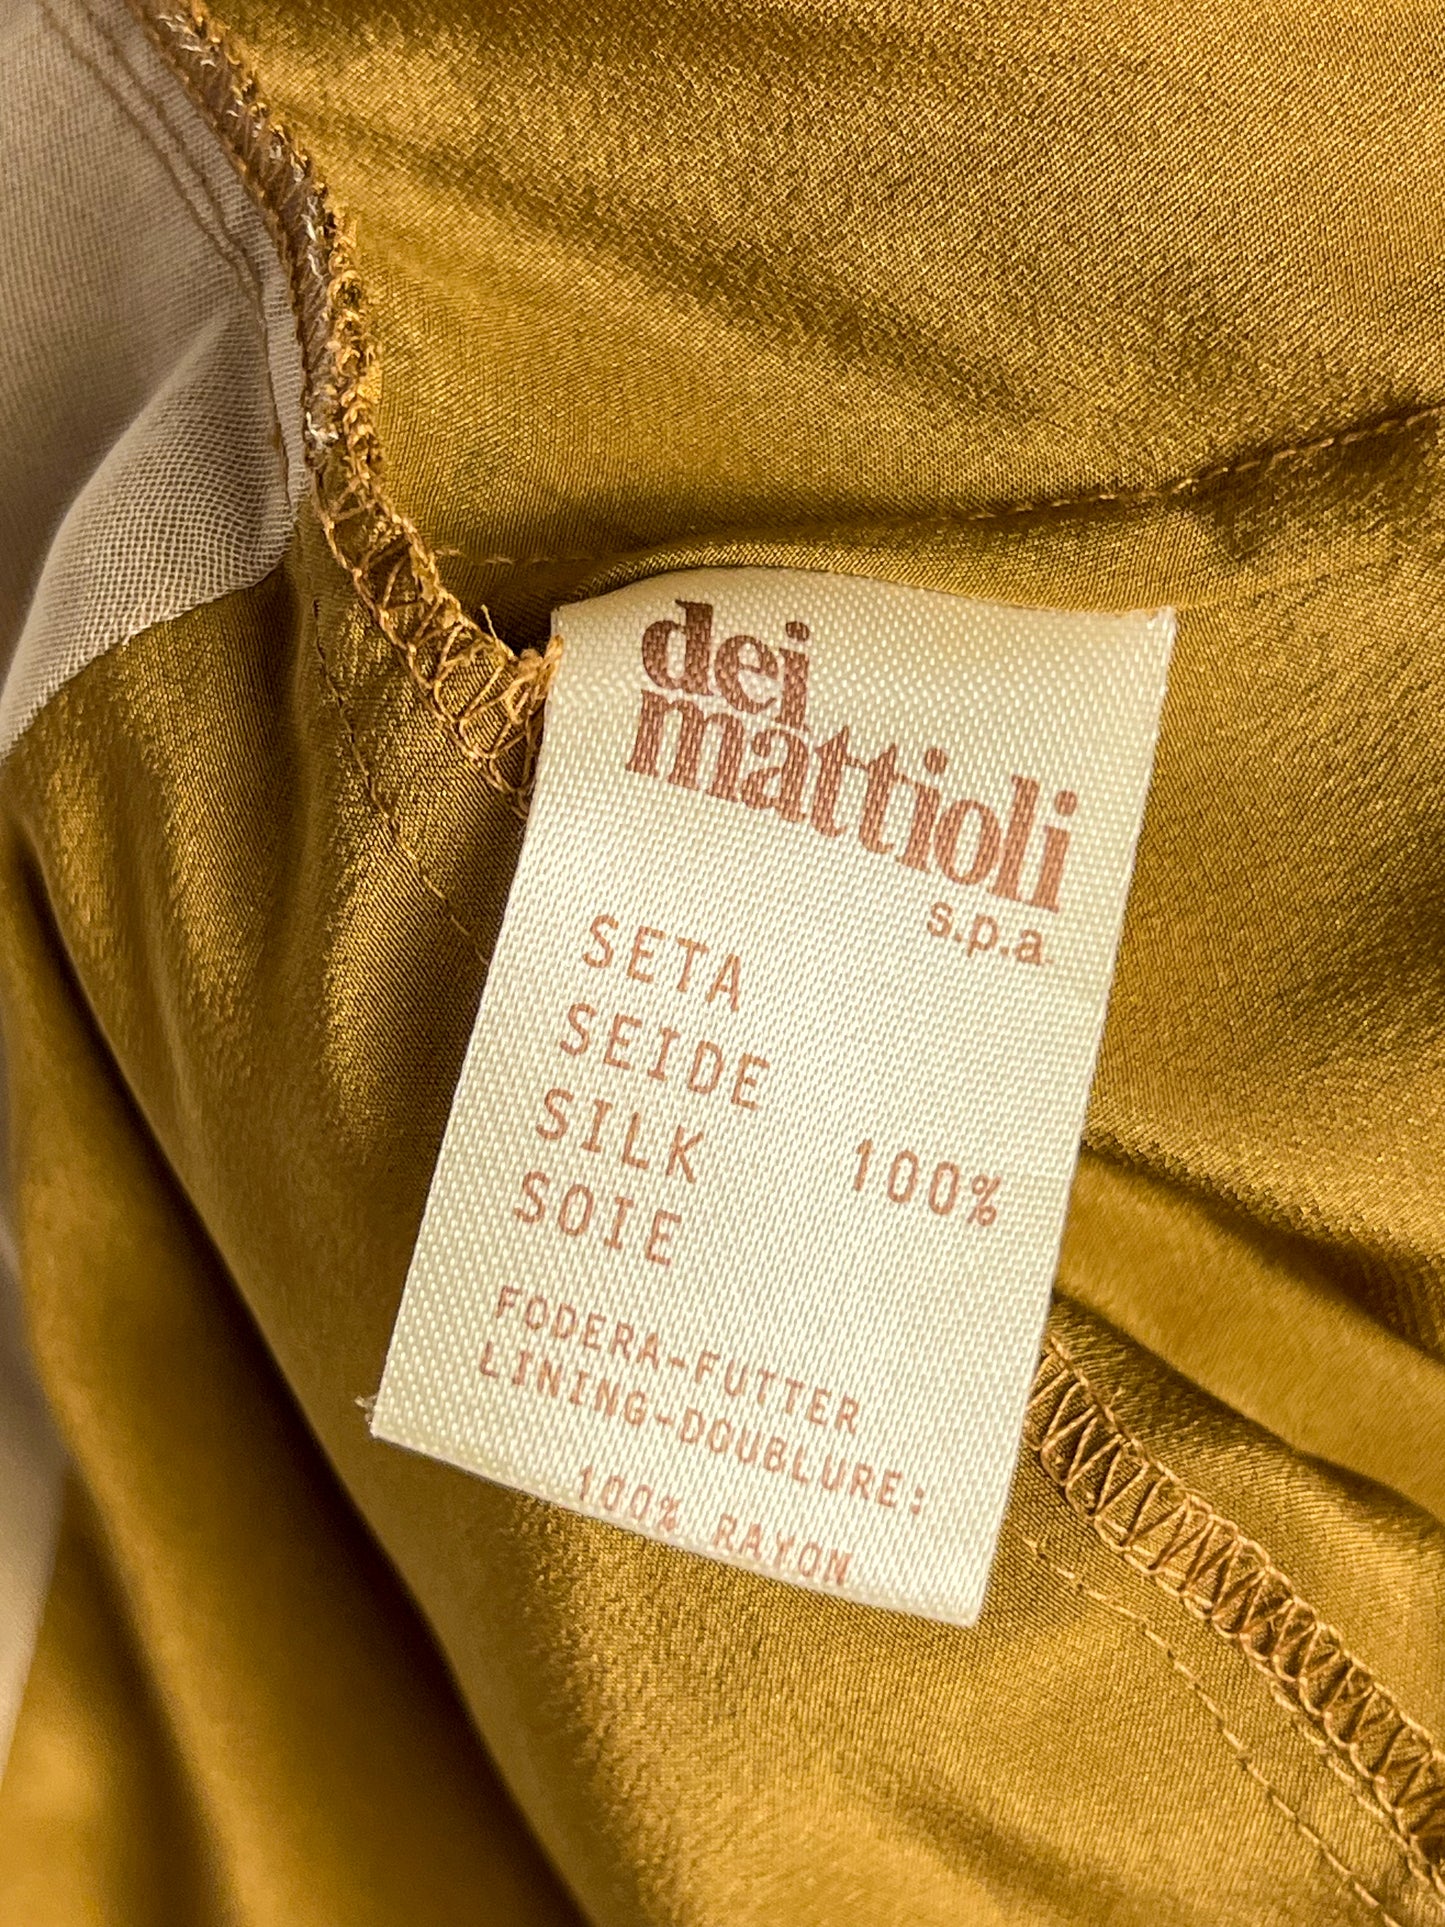 dei
mattioli
s.p.a.
SETA
SEIDE
SILK 100%
SOIE
FODERA-FUTTER
LINING-DOUBLURE:
100% RAYON